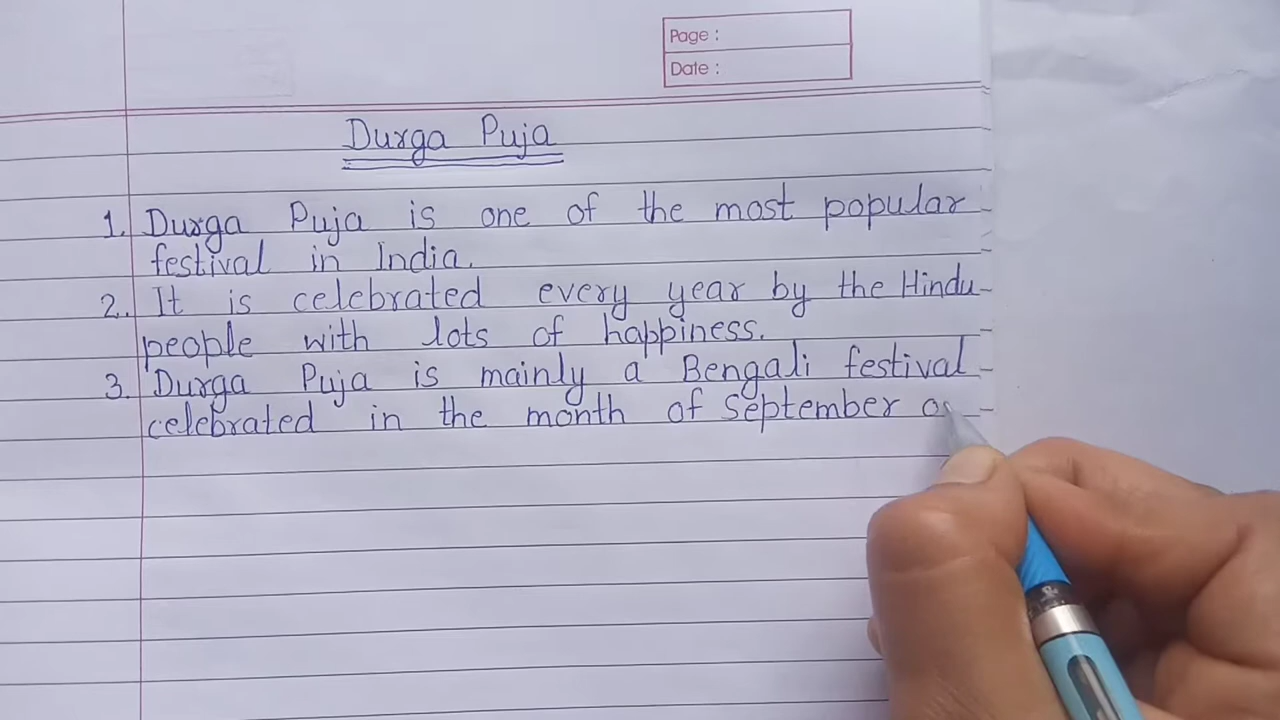 Page :
Date :
Durga Puja
1. Durga Puja is one of the most popular
festival in India.
2. It is celebrated every year by the Hindu
people with lots of happiness.
3. Durga Puja is mainly a Bengali festival
celebrated in the month of September